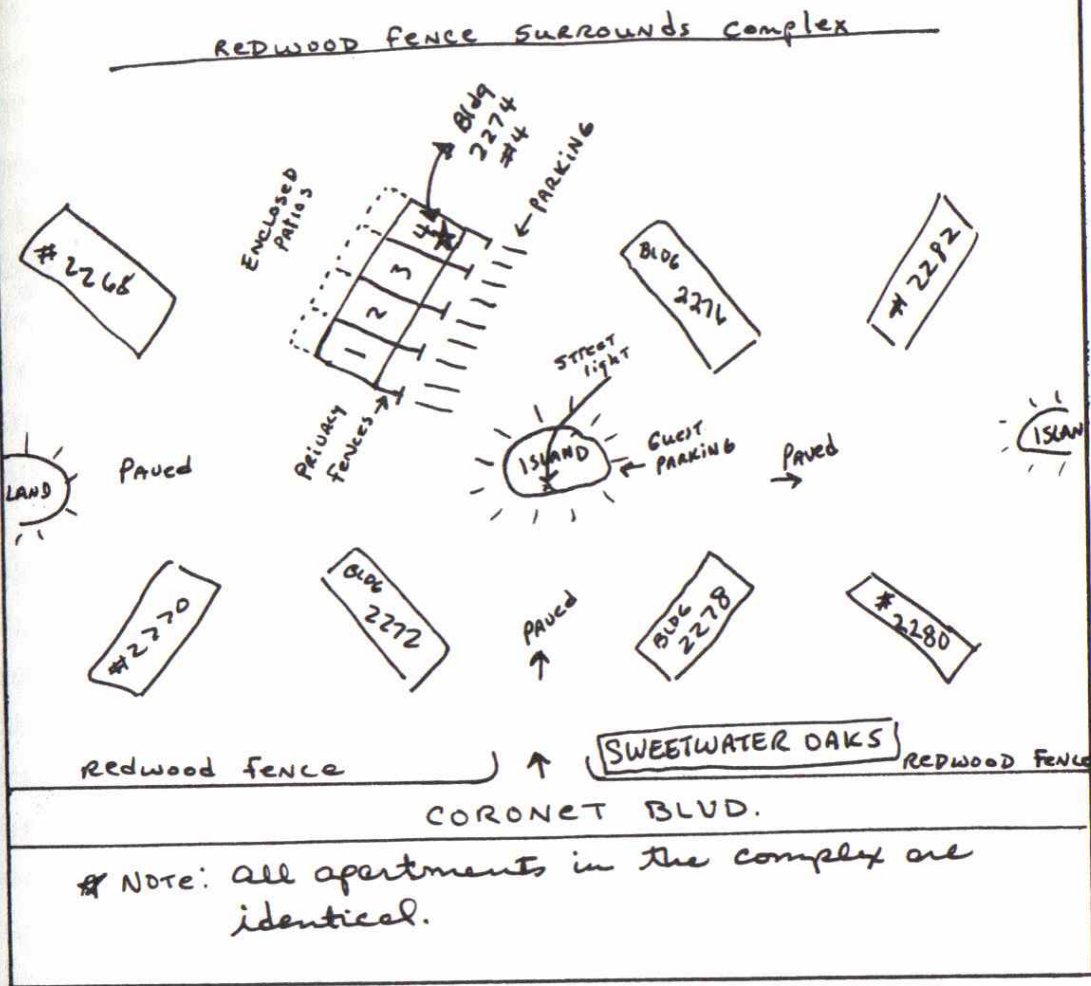 REDWOOD FENCE SURROUNDS Complex
Bldg
2274
#4
PARKING
ENCLOSED
PATIOS
4
3
2
1
# 2268
BLDG
2276
# 2282
STREET
light
PRIVACY
FENCES
ISLAND
GUEST
PARKING
PAVED
ISLAN
LAND
PAVED
#2270
BLDG
2272
PAVED
BLDG
2278
#
2280
Redwood FENCE
SWEETWATER OAKS
REDWOOD FENCE
CORONET BLVD.
* NOTE: all apartments in the complex are
identical.